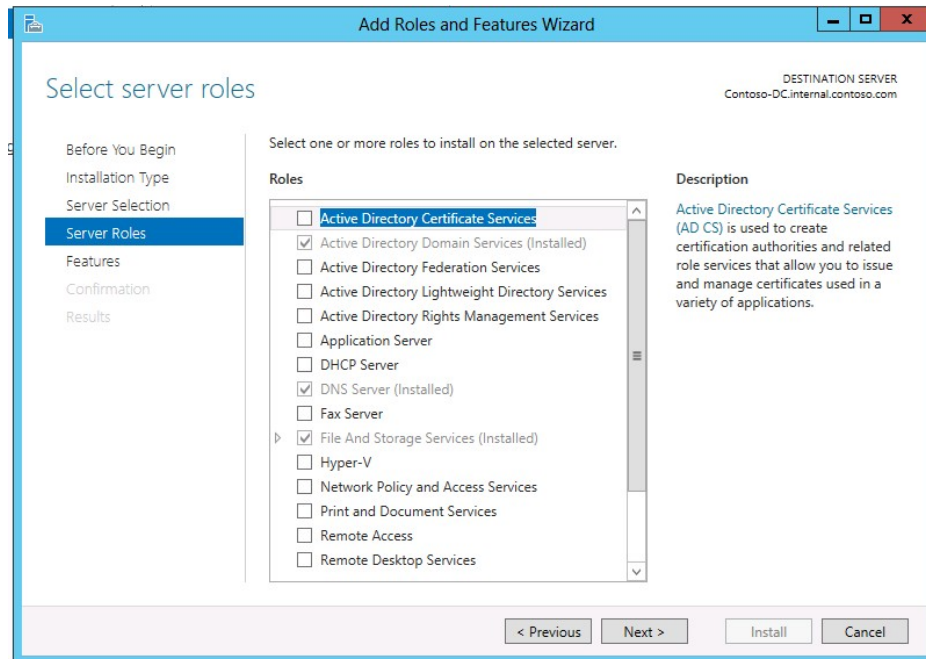 Add Roles and Features Wizard
Select server roles
DESTINATION SERVER
Contoso-DC.internal.contoso.com
Before You Begin
Installation Type
Server Selection
Server Roles
Features
Confirmation
Results
Select one or more roles to install on the selected server.
Roles
Active Directory Certificate Services
Active Directory Domain Services (Installed)
Active Directory Federation Services
Active Directory Lightweight Directory Services
Active Directory Rights Management Services
Application Server
DHCP Server
DNS Server (Installed)
Fax Server
File And Storage Services (Installed)
Hyper-V
Network Policy and Access Services
Print and Document Services
Remote Access
Remote Desktop Services
Description
Active Directory Certificate Services
(AD CS) is used to create
certification authorities and related
role services that allow you to issue
and manage certificates used in a
variety of applications.
< Previous
Next >
Install
Cancel